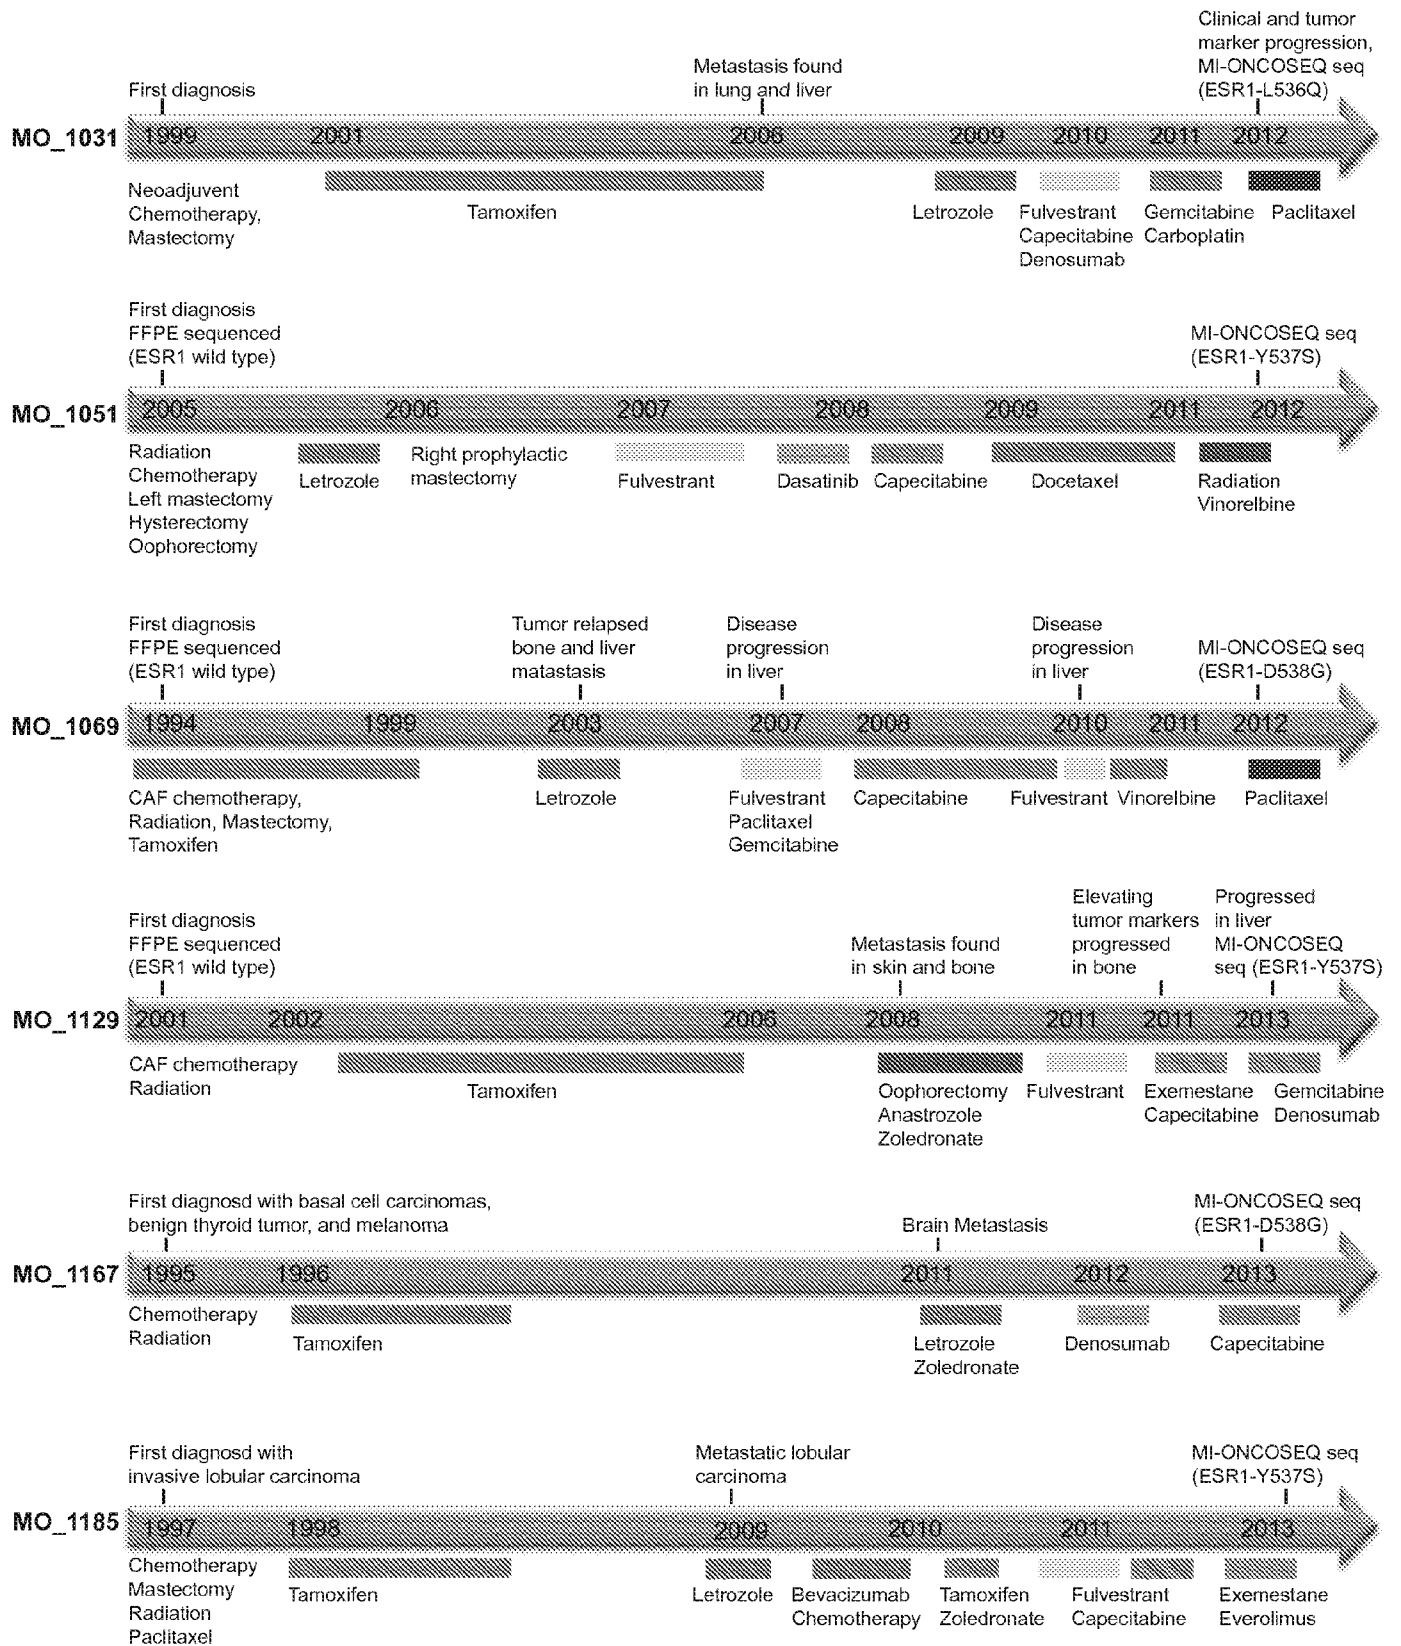 Clinical and tumor
marker progression,
MI-ONCOSEQ seq
(ESR1-L536Q)
Metastasis found
in lung and liver
First diagnosis
MO_1031
1999 2001 2006 2009 2010 2011 2012
Neoadjuvent
Chemotherapy,
Mastectomy
Tamoxifen
Letrozole
Fulvestrant
Capecitabine
Denosumab
Gemcitabine
Carboplatin
Paclitaxel
First diagnosis
FFPE sequenced
(ESR1 wild type)
MI-ONCOSEQ seq
(ESR1-Y537S)
MO_1051
2005 2006 2007 2008 2009 2011 2012
Radiation
Chemotherapy
Left mastectomy
Hysterectomy
Oophorectomy
Letrozole
Right prophylactic
mastectomy
Fulvestrant
Dasatinib
Capecitabine
Docetaxel
Radiation
Vinorelbine
First diagnosis
FFPE sequenced
(ESR1 wild type)
Tumor relapsed
bone and liver
matastasis
Disease
progression
in liver
Disease
progression
in liver
MI-ONCOSEQ seq
(ESR1-D538G)
MO_1069
1994 1999 2003 2007 2008 2010 2011 2012
CAF chemotherapy,
Radiation, Mastectomy,
Tamoxifen
Letrozole
Fulvestrant
Paclitaxel
Gemcitabine
Capecitabine
Fulvestrant
Vinorelbine
Paclitaxel
First diagnosis
FFPE sequenced
(ESR1 wild type)
Metastasis found
in skin and bone
Elevating
tumor markers
progressed
in bone
Progressed
in liver
MI-ONCOSEQ
seq (ESR1-Y537S)
MO_1129
2001 2002 2006 2008 2011 2011 2013
CAF chemotherapy
Radiation
Tamoxifen
Oophorectomy
Anastrozole
Zoledronate
Fulvestrant
Exemestane
Capecitabine
Gemcitabine
Denosumab
First diagnosd with basal cell carcinomas,
benign thyroid tumor, and melanoma
Brain Metastasis
MI-ONCOSEQ seq
(ESR1-D538G)
MO_1167
1995 1996 2011 2012 2013
Chemotherapy
Radiation
Tamoxifen
Letrozole
Zoledronate
Denosumab
Capecitabine
First diagnosd with
invasive lobular carcinoma
Metastatic lobular
carcinoma
MI-ONCOSEQ seq
(ESR1-Y537S)
MO_1185
1997 1998 2009 2010 2011 2013
Chemotherapy
Mastectomy
Radiation
Paclitaxel
Tamoxifen
Letrozole
Bevacizumab
Chemotherapy
Tamoxifen
Zoledronate
Fulvestrant
Capecitabine
Exemestane
Everolimus